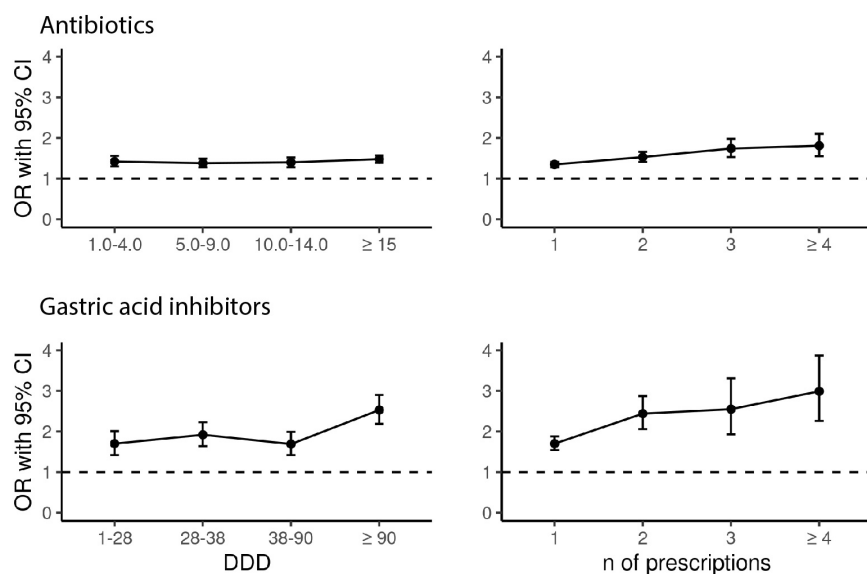 Antibiotics
OR with 95% CI
4
3
2
1
0
1.0-4.0 5.0-9.0 10.0-14.0 ≥ 15
4
3
2
1
0
1 2 3 ≥ 4
Gastric acid inhibitors
OR with 95% CI
4
3
2
1
0
1-28 28-38 38-90 ≥ 90
DDD
4
3
2
1
0
1 2 3 ≥ 4
n of prescriptions